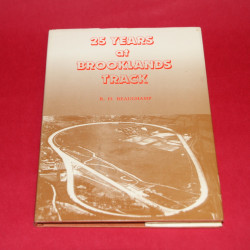 25 YEARS
at
BROOKLANDS
TRACK